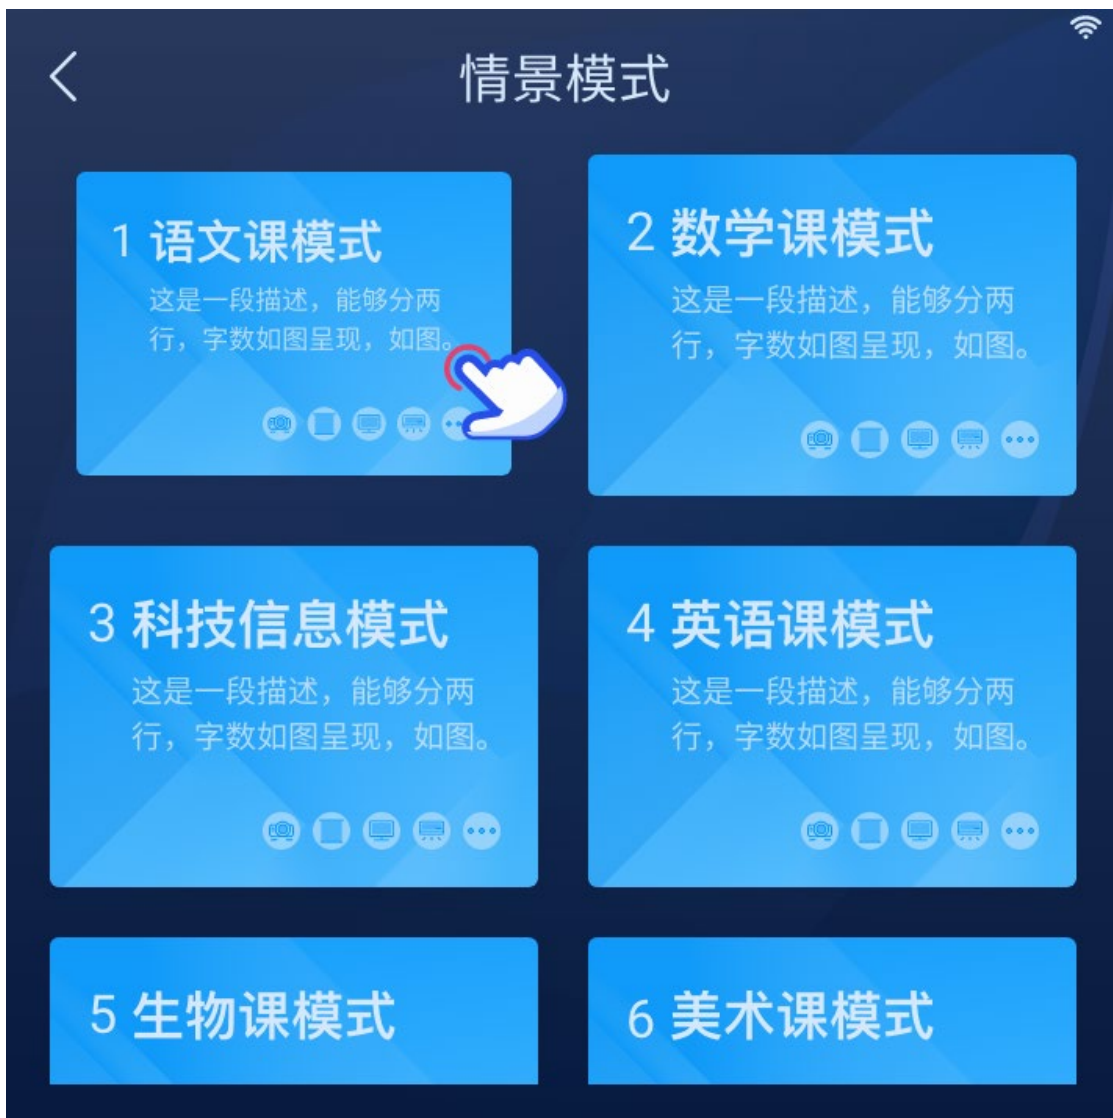 情景模式
1 语文课模式
这是一段描述，能够分两
行，字数如图呈现，如图。
2 数学课模式
这是一段描述，能够分两
行，字数如图呈现，如图。
3 科技信息模式
这是一段描述，能够分两
行，字数如图呈现，如图。
4 英语课模式
这是一段描述，能够分两
行，字数如图呈现，如图。
5 生物课模式
6 美术课模式